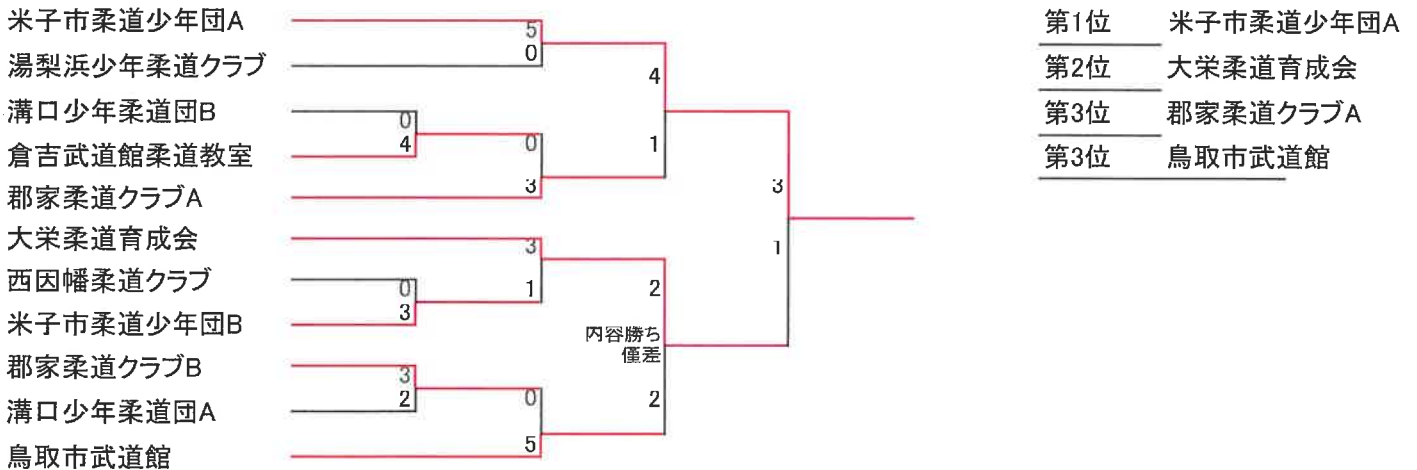 米子市柔道少年団A
湯梨浜少年柔道クラブ
溝口少年柔道団B
倉吉武道館柔道教室
郡家柔道クラブA
大栄柔道育成会
西因幡柔道クラブ
米子市柔道少年団B
郡家柔道クラブB
溝口少年柔道団A
鳥取市武道館
5
0
0
4
0
3
3
0
3
1
3
2
0
5
4
1
2
内容勝ち
僅差
2
3
1
第1位 米子市柔道少年団A
第2位 大栄柔道育成会
第3位 郡家柔道クラブA
第3位 鳥取市武道館